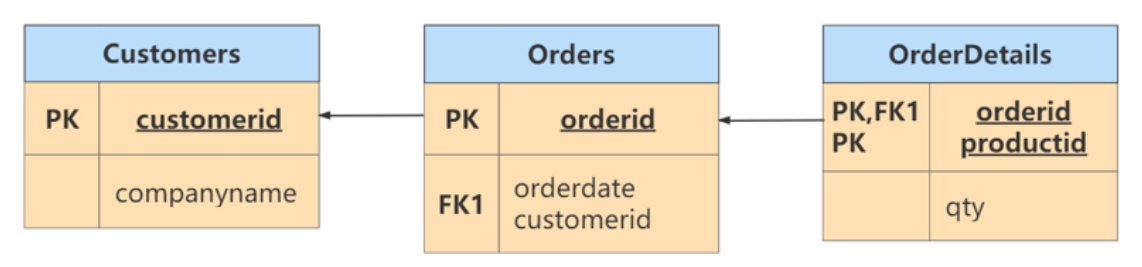 Customers
PK customerid
companyname
Orders
PK orderid
orderdate
FK1 customerid
OrderDetails
PK,FK1 orderid
PK productid
qty